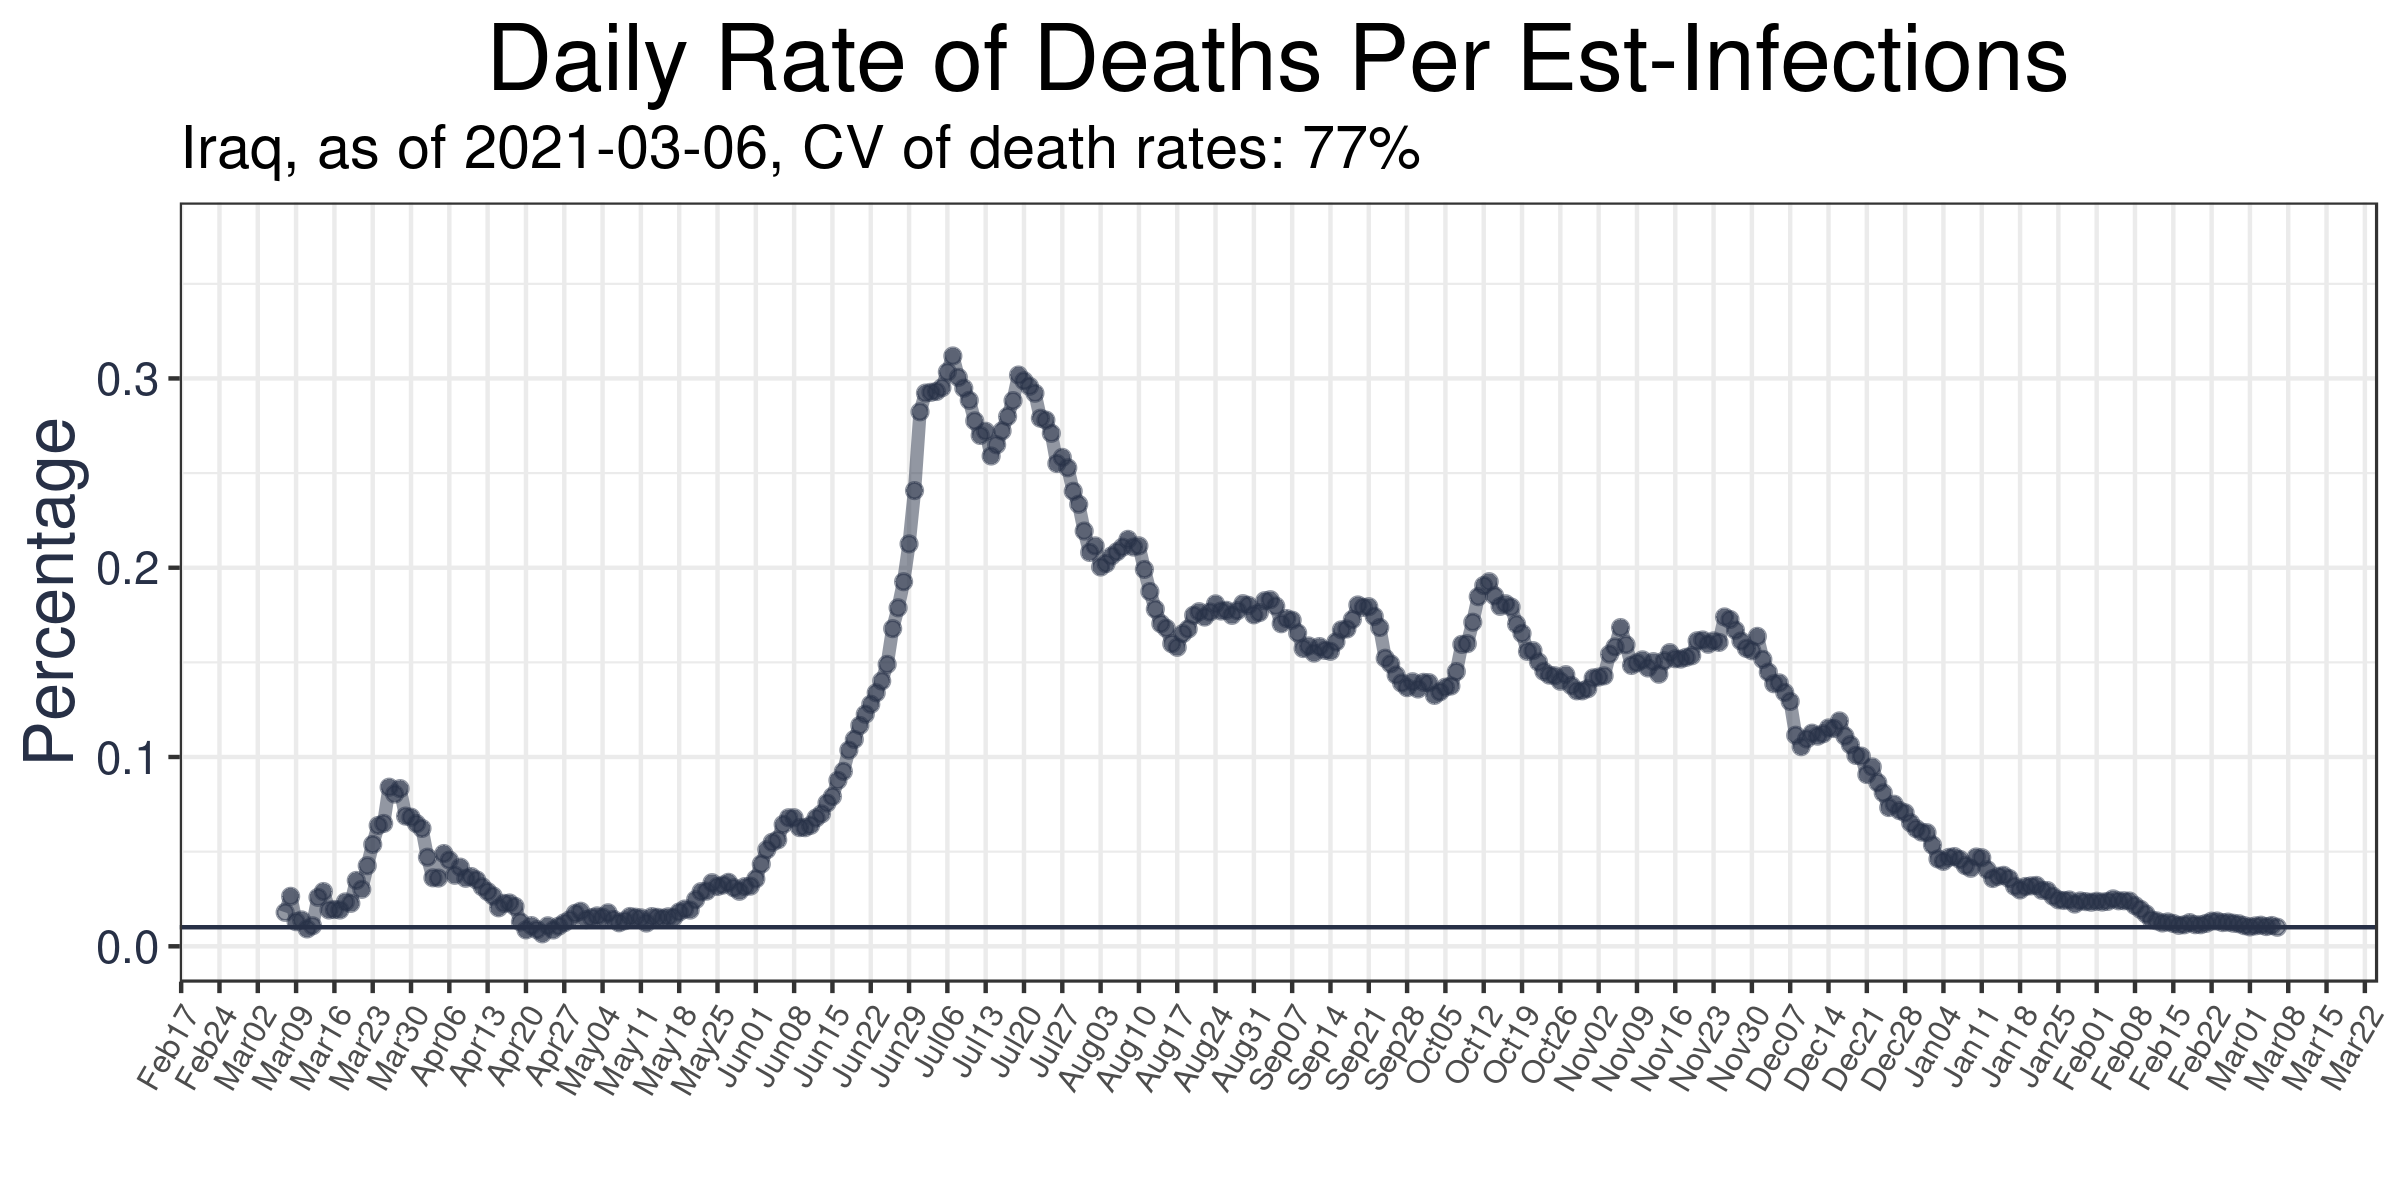 Daily Rate of Deaths Per Est-Infections
Iraq, as of 2021-03-06, CV of death rates: 77%
Percentage
0.3
0.2
0.1
0.0
Feb17
Feb24
Mar02
Mar09
Mar16
Mar23
Mar30
Apr06
Apr13
Apr20
Apr27
May04
May11
May18
May25
Jun01
Jun08
Jun15
Jun22
Jun29
Jul06
Jul13
Jul20
Jul27
Aug03
Aug10
Aug17
Aug24
Aug31
Sep07
Sep14
Sep21
Sep28
Oct05
Oct12
Oct19
Oct26
Nov02
Nov09
Nov16
Nov23
Nov30
Dec07
Dec14
Dec21
Dec28
Dec04
Jan11
Jan18
Jan25
Feb01
Feb08
Feb15
Feb22
Mar01
Mar08
Mar15
Mar22